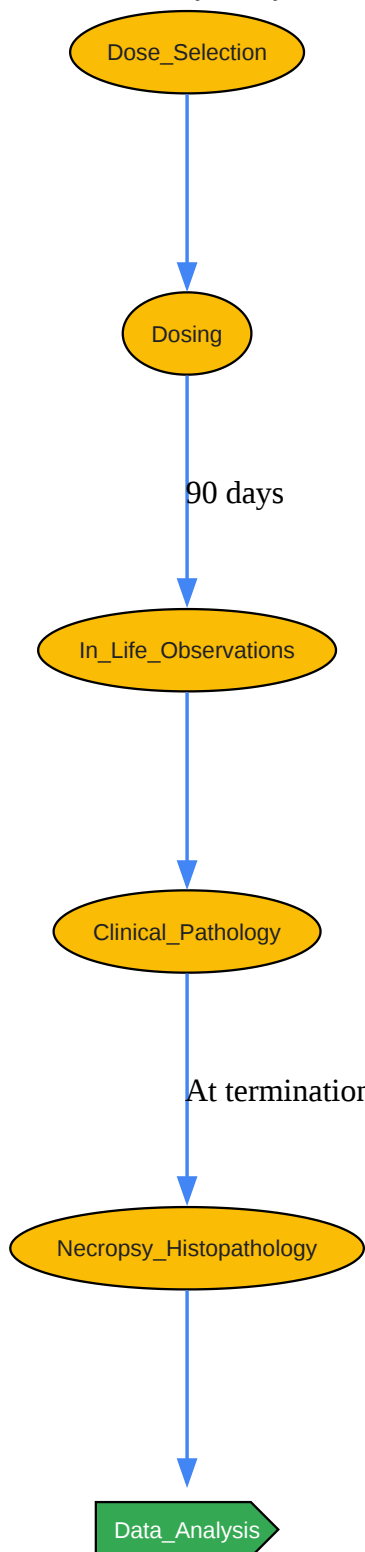 Dose_Selection
Dosing
90 days
In_Life_Observations
Clinical_Pathology
At termination
Necropsy_Histopathology
Data_Analysis